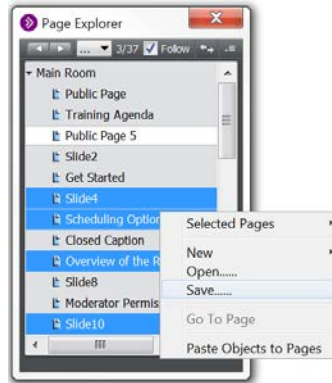 Page Explorer
... 3/37 Follow
Main Room
Public Page
Training Agenda
Public Page 5
Slide2
Get Started
Slide4
Scheduling Option
Closed Caption
Overview of the R
Slide8
Moderator Permis
Slide10
Selected Pages
New
Open......
Save......
Go To Page
Paste Objects to Pages